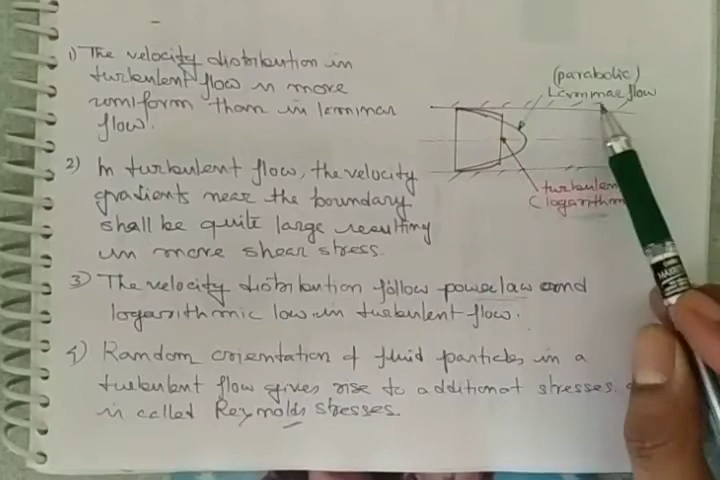 1) The velocity distribution in
turbulent flow is more
uniform than in laminar
flow.
2) In turbulent flow, the velocity
gradients near the boundary
shall be quite large resulting
in more shear stress.
3) The velocity distribution follow power law and
logarithmic law in turbulent flow.
4) Random orientation of fluid particles in a
turbulent flow gives rise to additional stresses
is called Reynolds stresses.
(parabolic)
Laminar flow
turbulent
(logarithm